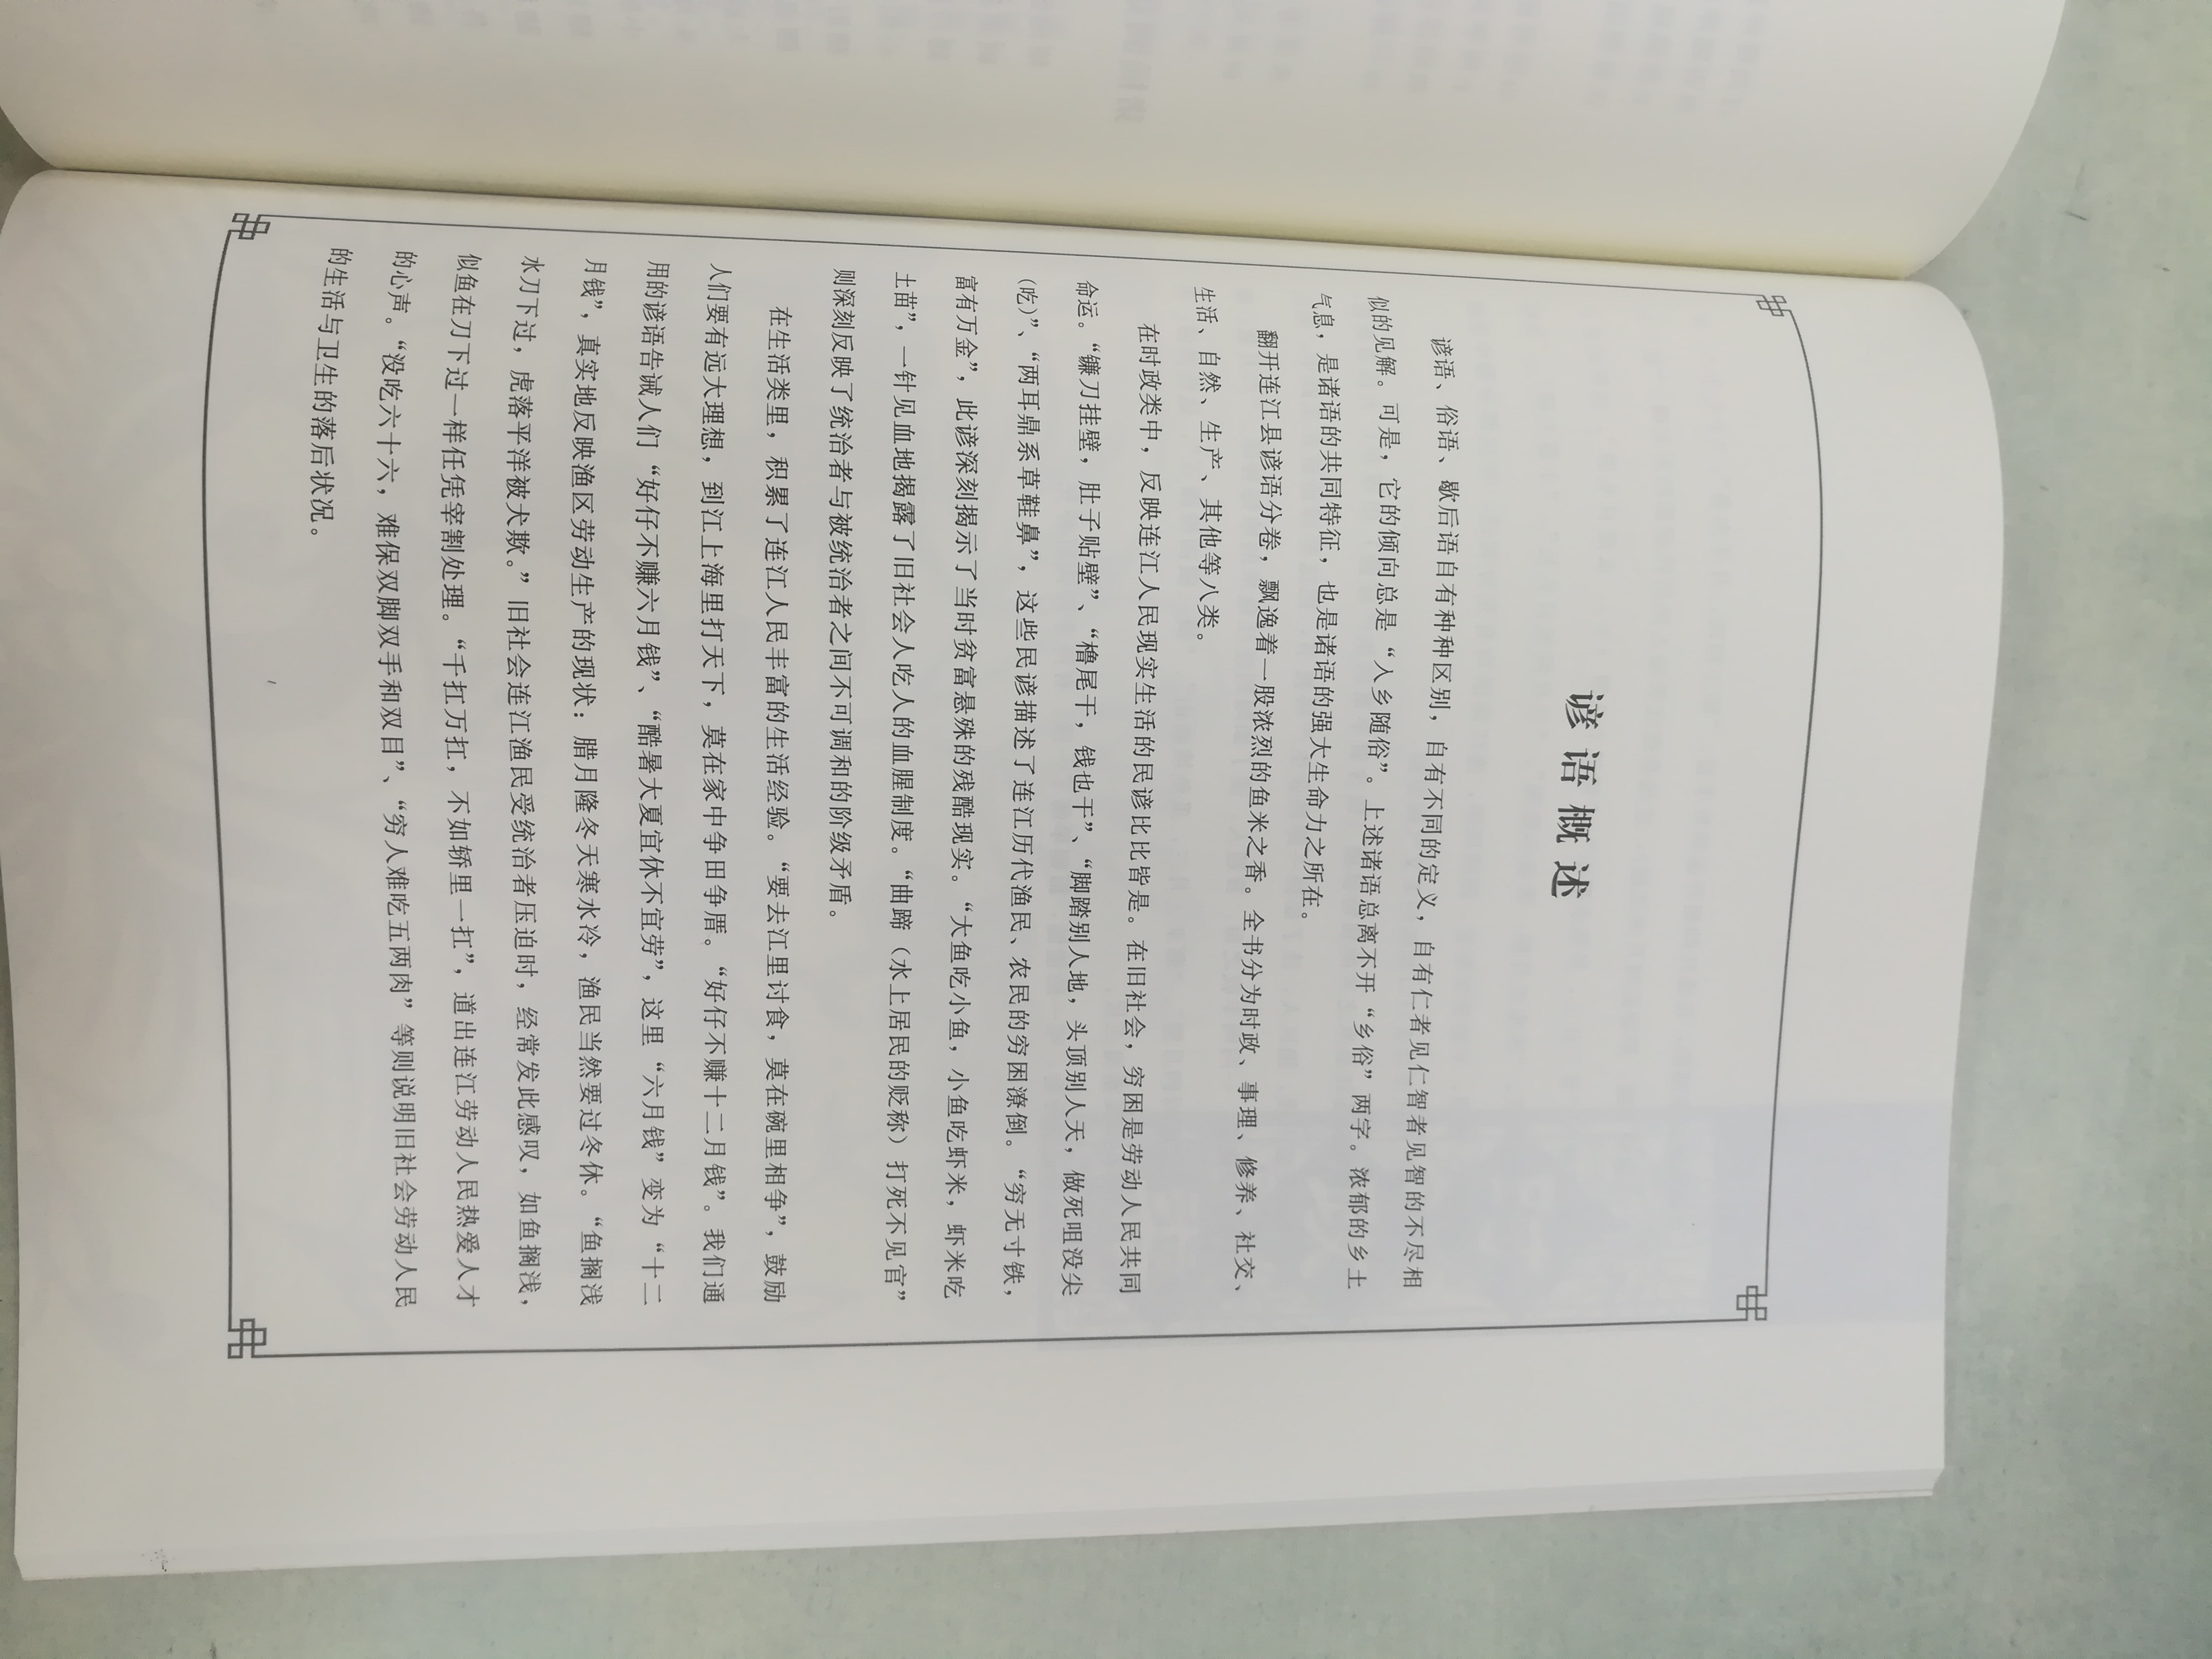 谚语概述
谚语、俗语、歇后语自有种种区别，自有不同的定义，自有仁者见仁智者见智的不尽相
似的见解。可是，它的倾向总是“入乡随俗”。上述诸语总离不开“乡俗”两字。浓郁的乡土
气息，是诸语的共同特征，也是诸语的强大生命力之所在。
翻开连江县谚语分卷，飘逸着一股浓烈的鱼米之香。全书分为时政、事理、修养、社交、
生活、自然、生产、其他等八类。
在时政类中，反映连江人民现实生活的民谚比比皆是。在旧社会，穷困是劳动人民共同
命运。“镰刀挂壁，肚子贴壁”、“橹尾干，钱也干”、“脚踏别人地，头顶别人天，做死咀没尖
（吃）”、“两耳鼎系草鞋鼻”，这些民谚描述了连江历代渔民、农民的穷困潦倒。“穷无寸铁，
富有万金”，此谚深刻揭示了当时贫富悬殊的残酷现实。“大鱼吃小鱼，小鱼吃虾米，虾米吃
土苗”，一针见血地揭露了旧社会人吃人的血腥制度。“曲蹄（水上居民的贬称）打死不见官”
则深刻反映了统治者与被统治者之间不可调和的阶级矛盾。
在生活类里，积累了连江人民丰富的生活经验。“要去江里讨食，莫在碗里相争”，鼓励
人们要有远大理想，到江上海里打天下，莫在家中争田争厝。“好仔不赚十二月钱”。我们通
用的谚语告诫人们“好仔不赚六月钱”、“酷暑大夏宜休不宜劳”，这里“六月钱”变为“十二
月钱”，真实地反映渔区劳动生产的现状：腊月隆冬天寒水冷，渔民当然要过冬休。“鱼搁浅
水刀下过，虎落平洋被犬欺。”旧社会连江渔民受统治者压迫时，经常发此感叹，如鱼搁浅，
似鱼在刀下过一样任凭宰割处理。“千扛万扛，不如轿里一扛”，道出连江劳动人民热爱人才
的心声。“没吃六十六，难保双脚双手和双目”、“穷人难吃五两肉”等则说明旧社会劳动人民
的生活与卫生的落后状况。